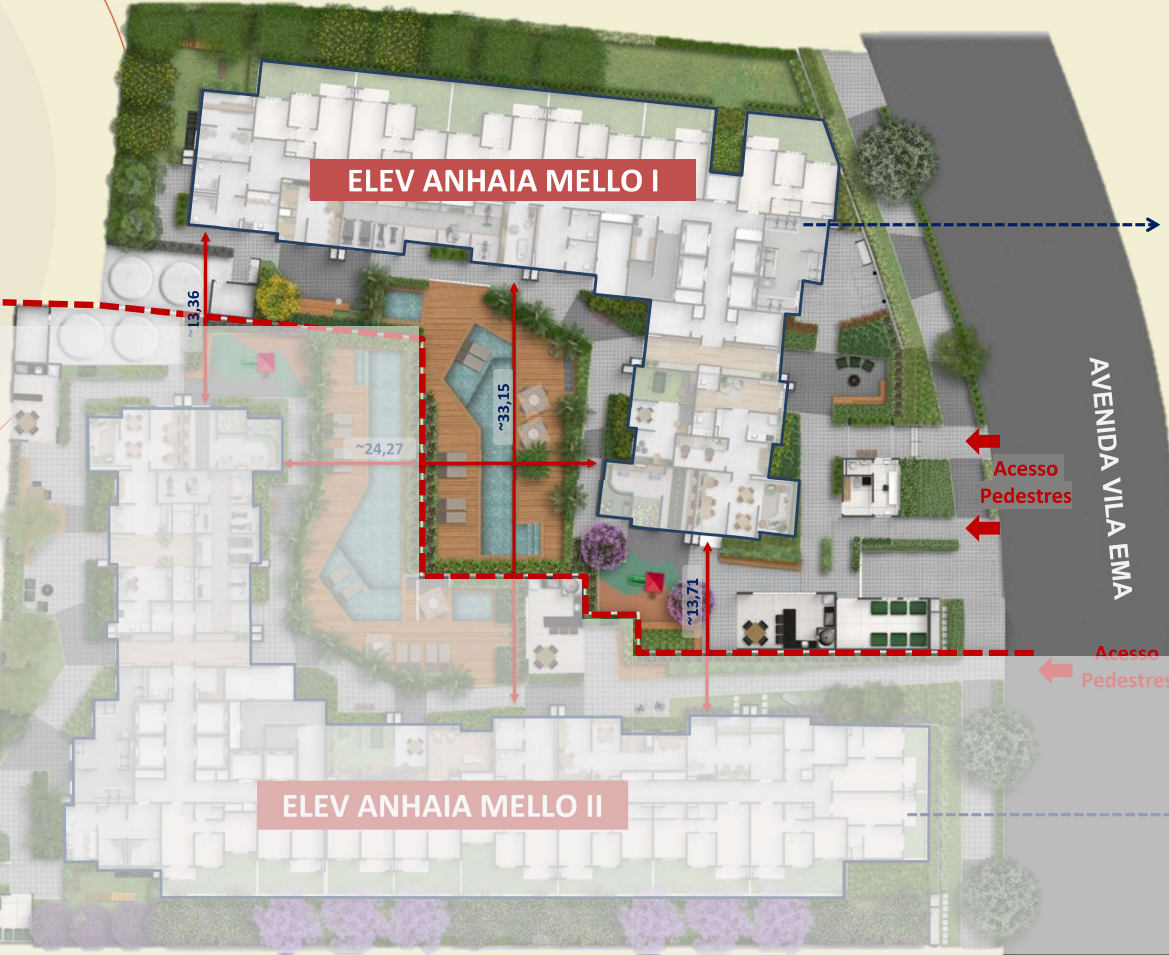 ELEV ANHAIA MELLO I
~13,36
~33,15
~24,27
AVENIDA VILA EMA
Acesso
Pedestres
~13,71
Acesso
Pedestres
ELEV ANHAIA MELLO II